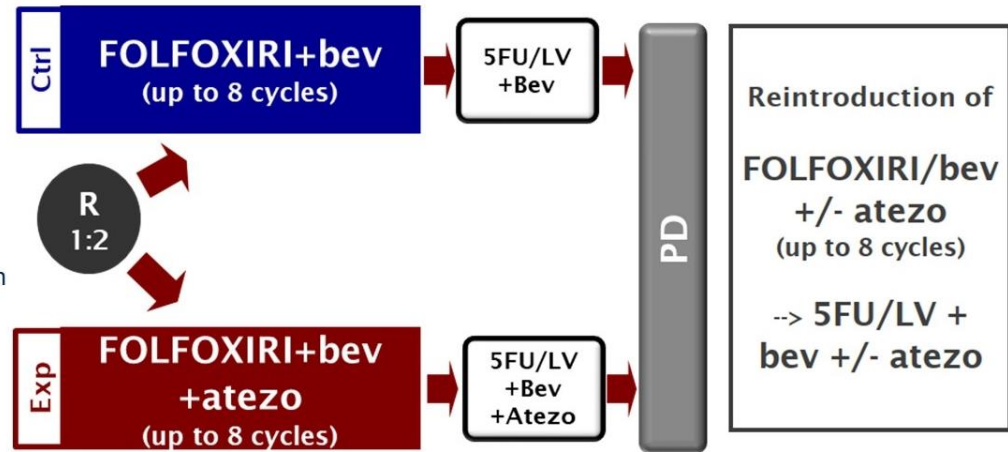 Ctrl
FOLFOXIRI+bev
(up to 8 cycles)
5FU/LV
+Bev
R
1:2
n
Exp
FOLFOXIRI+bev
+atezo
(up to 8 cycles)
5FU/LV
+Bev
+Atezo
PD
Reintroduction of
FOLFOXIRI/bev
+/- atezo
(up to 8 cycles)
--> 5FU/LV +
bev +/- atezo